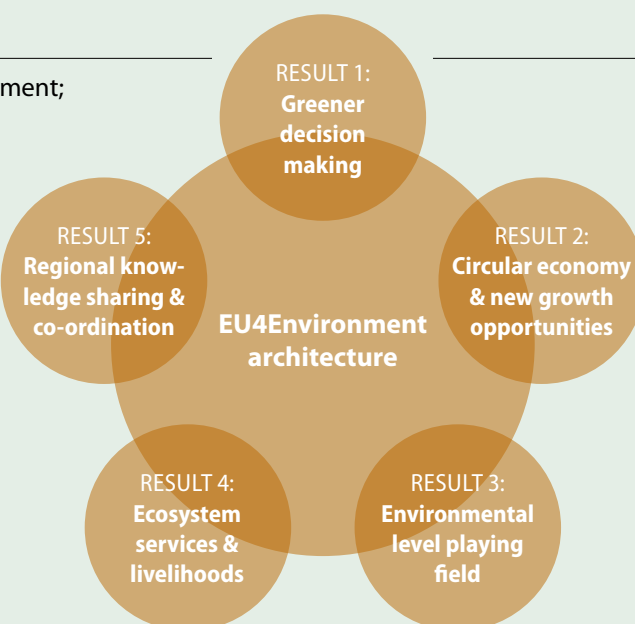 ment;
RESULT 1:
Greener
decision
making
RESULT 5:
Regional know-
ledge sharing &
co-ordination
RESULT 2:
Circular economy
& new growth
opportunities
EU4Environment
architecture
RESULT 4:
Ecosystem
services &
livelihoods
RESULT 3:
Environmental
level playing
field